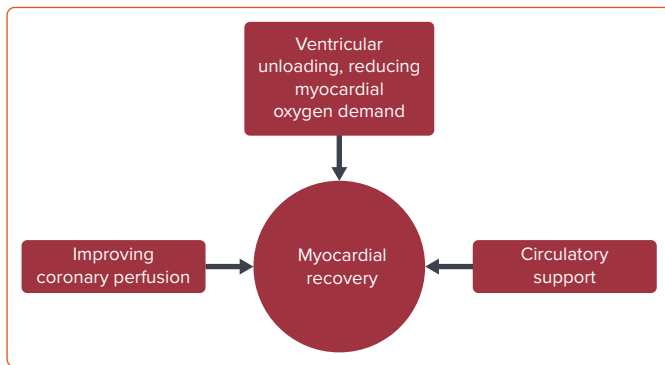 Ventricular
unloading, reducing
myocardial
oxygen demand
Improving
coronary perfusion
Myocardial
recovery
Circulatory
support